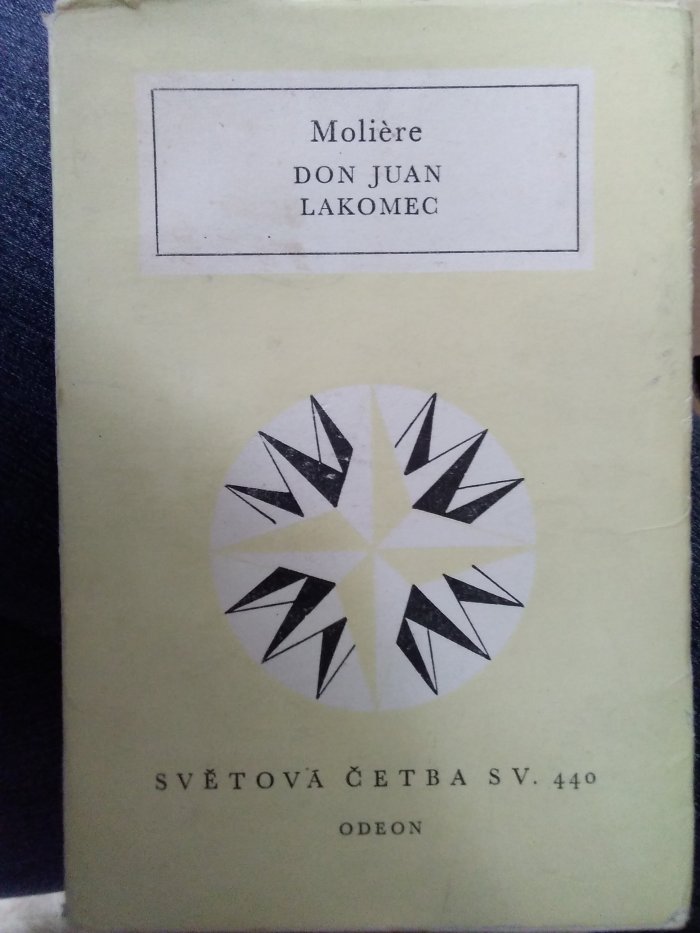 Molière
DON JUAN
LAKOMEC
SVĚTOVÁ ČETBA SV. 440
ODEON